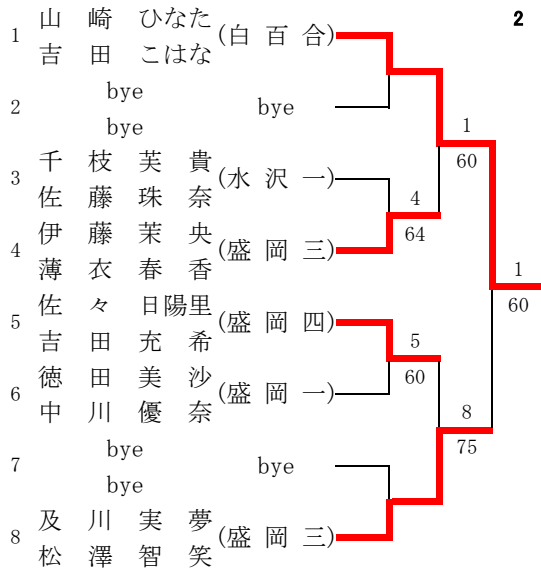 2
1 山崎 ひなた (白百合)
吉田 こはな
2 bye bye
bye
1
60
3 千枝芙貴 (水沢一)
佐藤珠奈
4
64
4 伊藤茉央 (盛岡三)
薄衣春香
1
60
5 佐々 日陽里 (盛岡四)
吉田充希
5
60
6 徳田美沙 (盛岡一)
中川優奈
8
75
7 bye bye
bye
8 及川実夢 (盛岡三)
松澤智笑